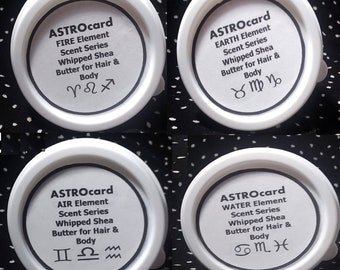 ASTROcard
FIRE Element
Scent Series
Whipped Shea
Butter for Hair &
Body
♈ ♌ ♐
ASTROcard
EARTH Element
Scent Series
Whipped Shea
Butter for Hair &
Body
♉ ♍ ♑
ASTROcard
AIR Element
Scent Series
Whipped Shea
Butter for Hair &
Body
♊ ♎ ♒
ASTROcard
WATER Element
Scent Series
Whipped Shea
Butter for Hair &
Body
♋ ♏ ♓